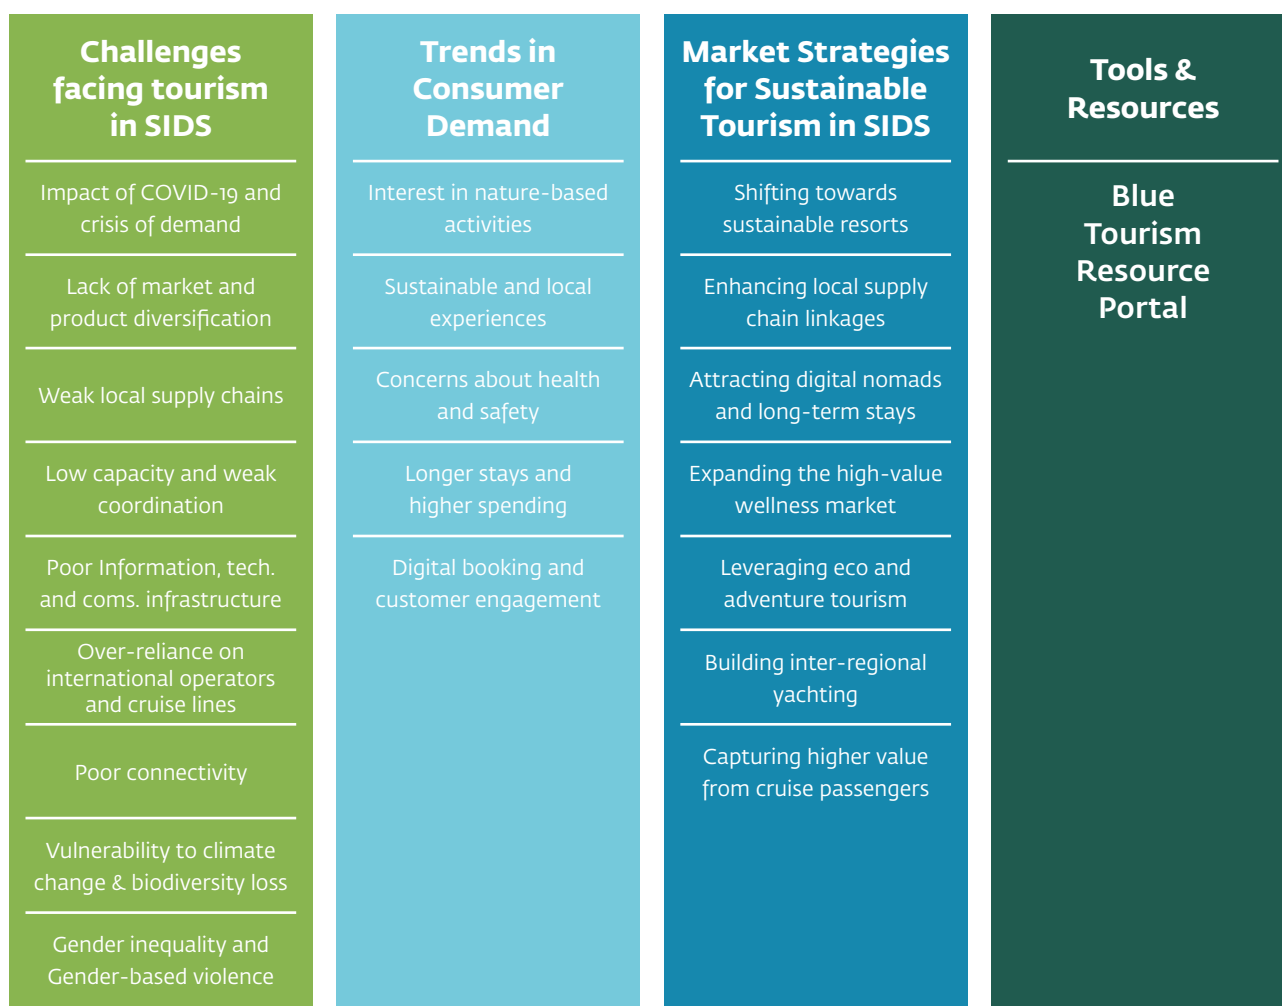 Challenges
facing tourism
in SIDS
Impact of COVID-19 and
crisis of demand
Lack of market and
product diversification
Weak local supply chains
Low capacity and weak
coordination
Poor Information, tech.
and coms. infrastructure
Over-reliance on
international operators
and cruise lines
Poor connectivity
Vulnerability to climate
change & biodiversity loss
Gender inequality and
Gender-based violence
Trends in
Consumer
Demand
Interest in nature-based
activities
Sustainable and local
experiences
Concerns about health
and safety
Longer stays and
higher spending
Digital booking and
customer engagement
Market Strategies
for Sustainable
Tourism in SIDS
Shifting towards
sustainable resorts
Enhancing local supply
chain linkages
Attracting digital nomads
and long-term stays
Expanding the high-value
wellness market
Leveraging eco and
adventure tourism
Building inter-regional
yachting
Capturing higher value
from cruise passengers
Tools &
Resources
Blue
Tourism
Resource
Portal